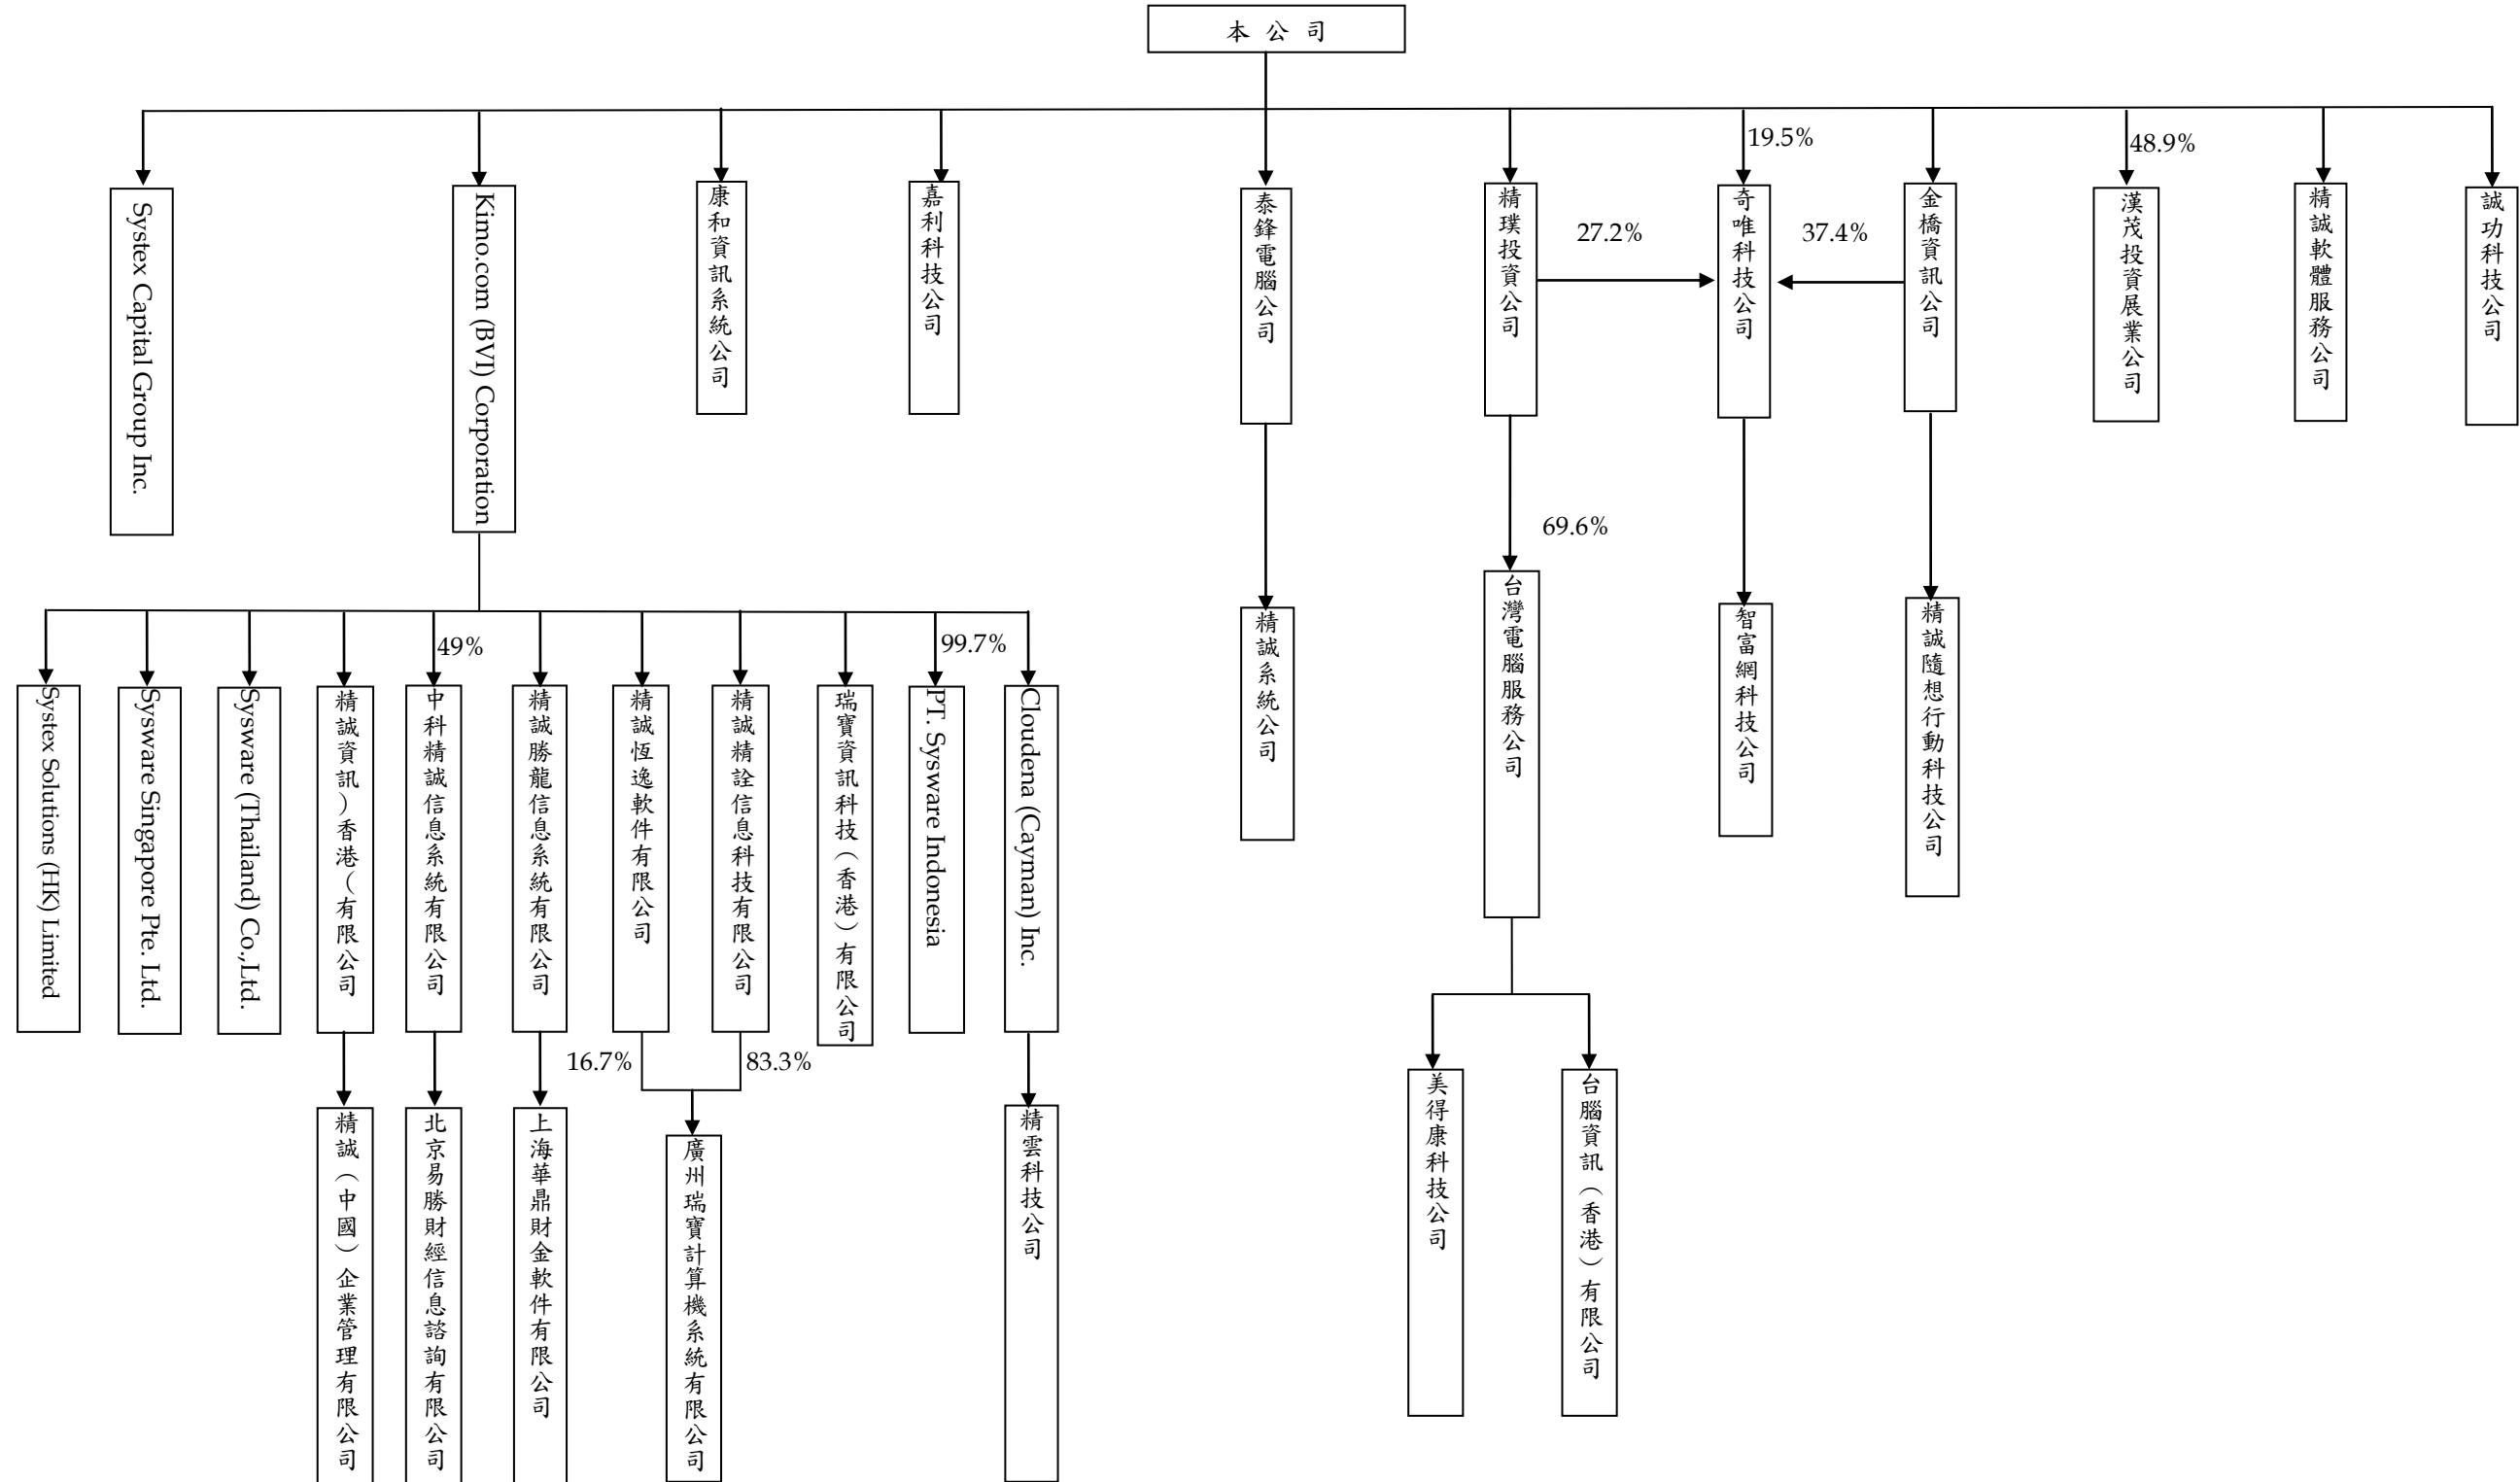 本公司
19.5%
48.9%
Systex Capital Group Inc.
Kimo.com (BVI) Corporation
康和資訊系統公司
嘉利科技公司
泰鋒電腦公司
精璞投資公司
27.2%
奇唯科技公司
37.4%
金橋資訊公司
漢茂投資展業公司
精誠軟體服務公司
誠功科技公司
69.6%
49%
99.7%
Systex Solutions (HK) Limited
Sysware Singapore Pte. Ltd.
Sysware (Thailand) Co.,Ltd.
精誠資訊）香港（有限公司
中科精誠信息系統有限公司
精誠勝龍信息系統有限公司
精誠恆逸軟件有限公司
精誠精詮信息科技有限公司
瑞寶資訊科技（香港）有限公司
PT. Sysware Indonesia
Cloudena (Cayman) Inc.
精誠系統公司
台灣電腦服務公司
智富網科技公司
精誠隨想行動科技公司
16.7%
83.3%
精誠（中國）企業管理有限公司
北京易勝財經信息諮詢有限公司
上海華鼎財金軟件有限公司
廣州瑞寶計算機系統有限公司
精雲科技公司
美得康科技公司
台腦資訊（香港）有限公司